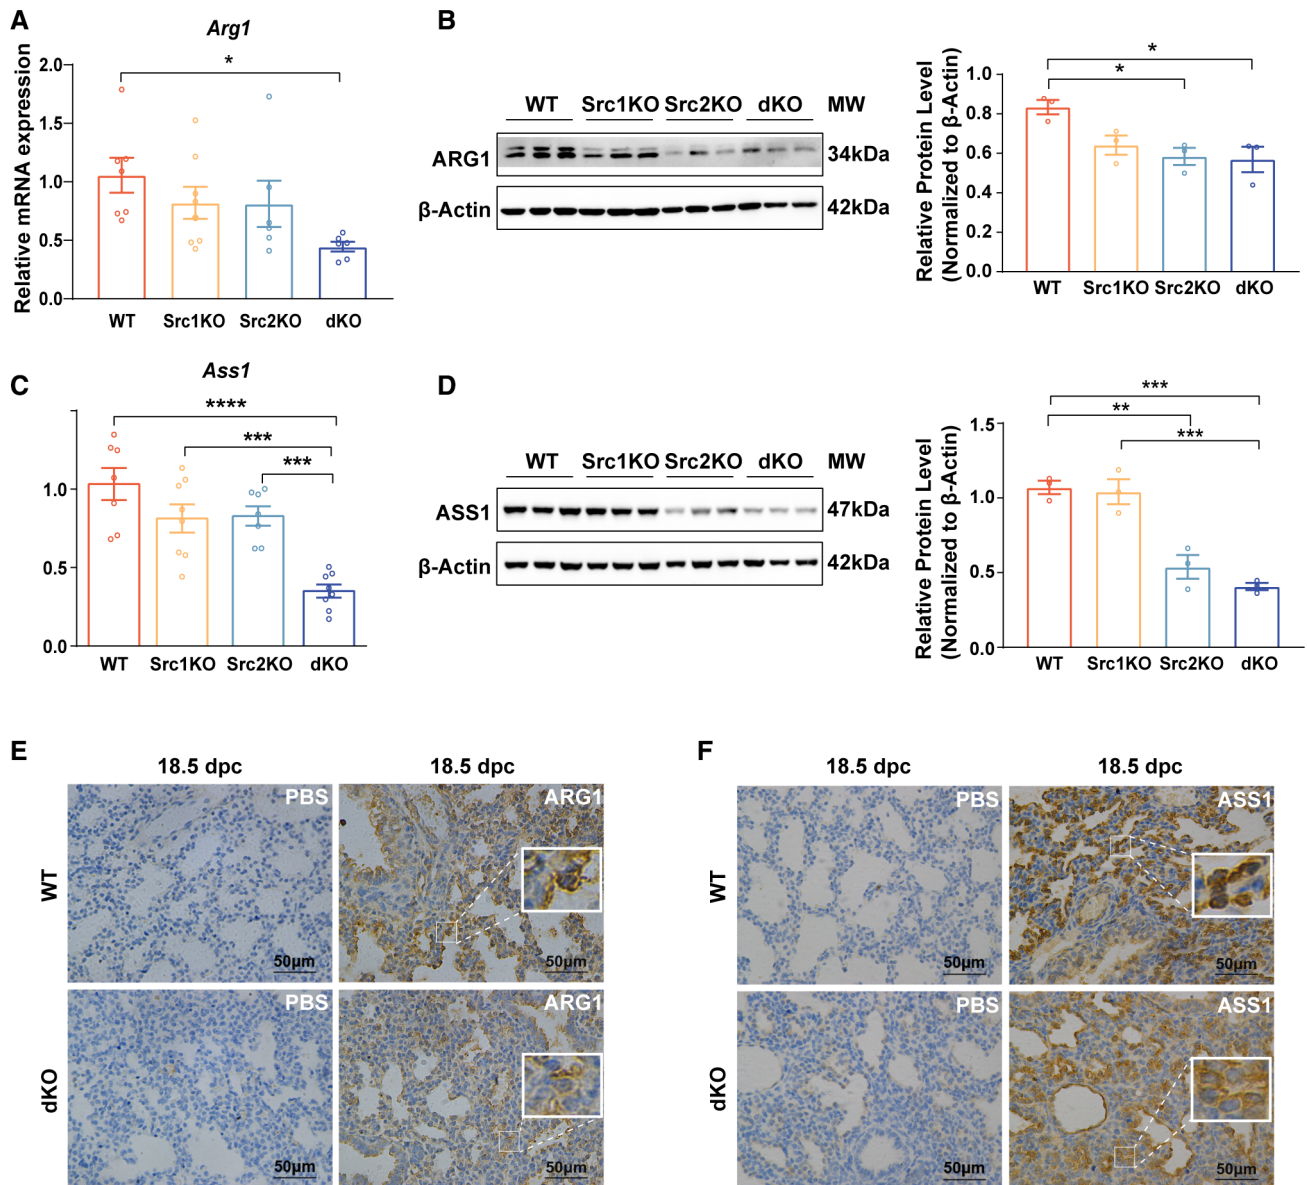 A
Arg1
Relative mRNA expression
2.0
1.5
1.0
0.5
0.0
*
WT Src1KO Src2KO dKO
B
WT Src1KO Src2KO dKO MW
ARG1 34kDa
β-Actin 42kDa
Relative Protein Level
(Normalized to β-Actin)
1.0
0.8
0.6
0.4
0.2
0.0
*
*
WT Src1KO Src2KO dKO
C
Ass1
1.0
0.5
0.0
****
***
***
WT Src1KO Src2KO dKO
D
WT Src1KO Src2KO dKO MW
ASS1 47kDa
β-Actin 42kDa
Relative Protein Level
(Normalized to β-Actin)
1.5
1.0
0.5
0.0
***
**
***
WT Src1KO Src2KO dKO
E
18.5 dpc 18.5 dpc
WT
PBS ARG1
50μm 50μm
dKO
PBS ARG1
50μm 50μm
F
18.5 dpc 18.5 dpc
WT
PBS ASS1
50μm 50μm
dKO
PBS ASS1
50μm 50μm